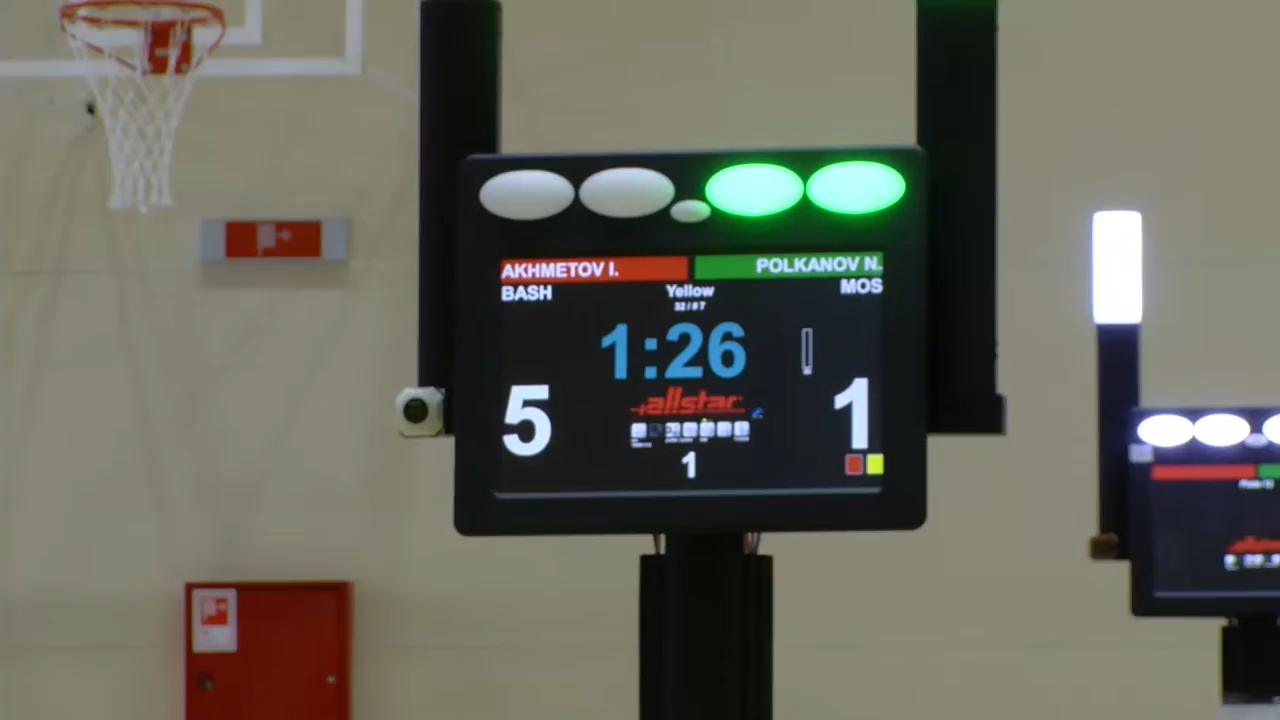 AKHMETOV I. POLKANOV N.
BASH Yellow MOS
1:26
5 allstar 1
1